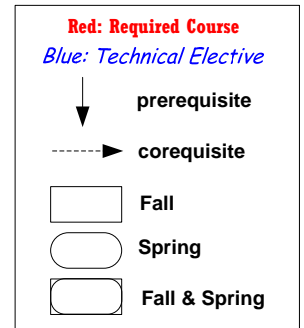 Red: Required Course
Blue: Technical Elective
prerequisite
corequisite
Fall
Spring
Fall & Spring